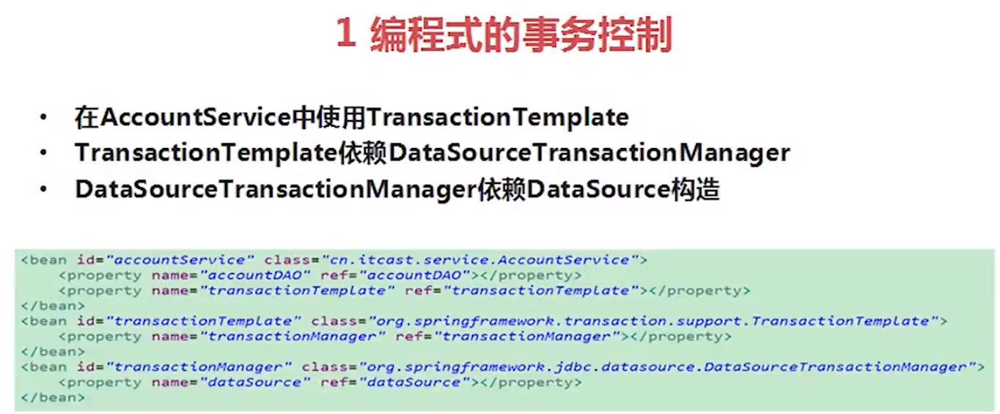 1 编程式的事务控制
• 在AccountService中使用TransactionTemplate
• TransactionTemplate依赖DataSourceTransactionManager
• DataSourceTransactionManager依赖DataSource构造
<bean id="accountService" class="cn.itcast.service.AccountService">
    <property name="accountDAO" ref="accountDAO"></property>
    <property name="transactionTemplate" ref="transactionTemplate"></property>
</bean>
<bean id="transactionTemplate" class="org.springframework.transaction.support.TransactionTemplate">
    <property name="transactionManager" ref="transactionManager"></property>
</bean>
<bean id="transactionManager" class="org.springframework.jdbc.datasource.DataSourceTransactionManager">
    <property name="dataSource" ref="dataSource"></property>
</bean>